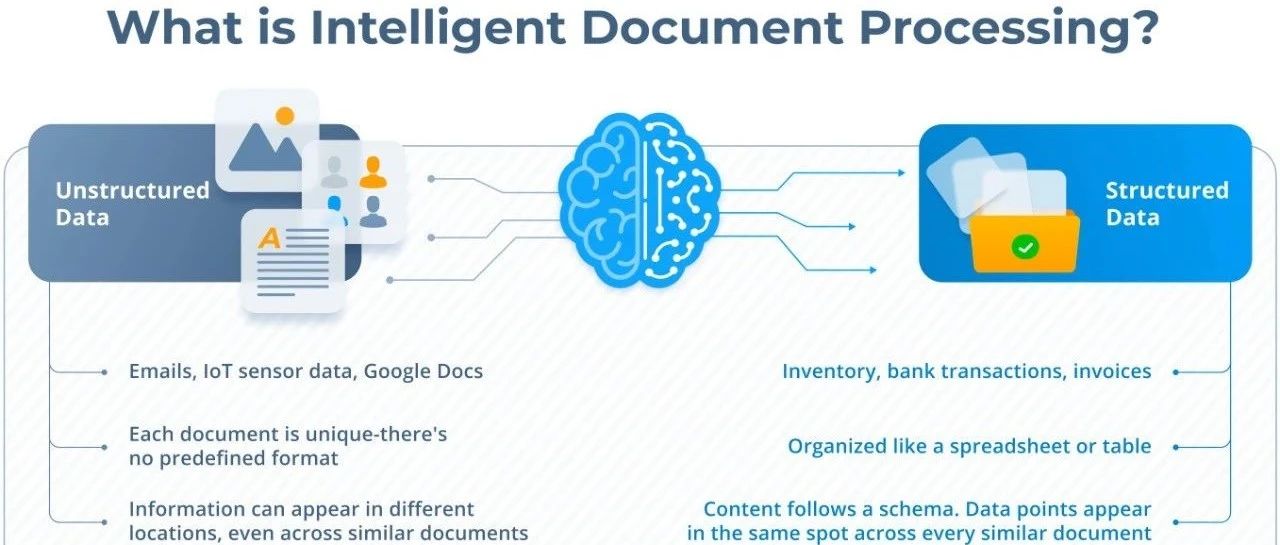 What is Intelligent Document Processing?
Unstructured
Data
A
Structured
Data
Emails, IoT sensor data, Google Docs
Each document is unique-there's
no predefined format
Information can appear in different
locations, even across similar documents
Inventory, bank transactions, invoices
Organized like a spreadsheet or table
Content follows a schema. Data points appear
in the same spot across every similar document